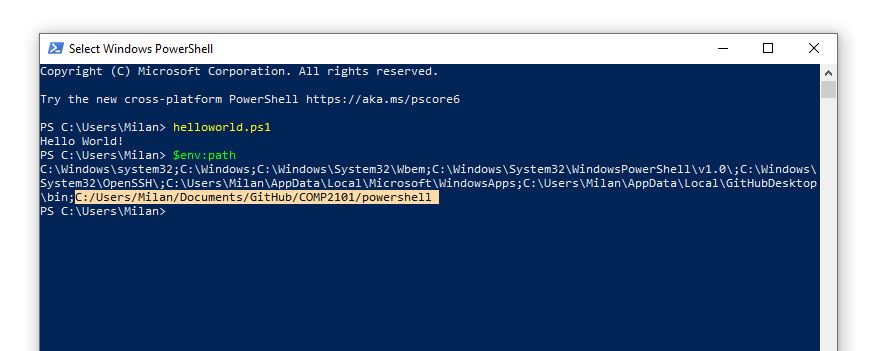 Select Windows PowerShell
Copyright (C) Microsoft Corporation. All rights reserved.
Try the new cross-platform PowerShell https://aka.ms/pscore6
PS C:\Users\Milan> helloworld.ps1
Hello World!
PS C:\Users\Milan> $env:path
C:\Windows\system32;C:\Windows;C:\Windows\System32\Wbem;C:\Windows\System32\WindowsPowerShell\v1.0\;C:\Windows\
System32\OpenSSH\;C:\Users\Milan\AppData\Local\Microsoft\WindowsApps;C:\Users\Milan\AppData\Local\GitHubDesktop
\bin;C:/Users/Milan/Documents/GitHub/COMP2101/powershell
PS C:\Users\Milan>